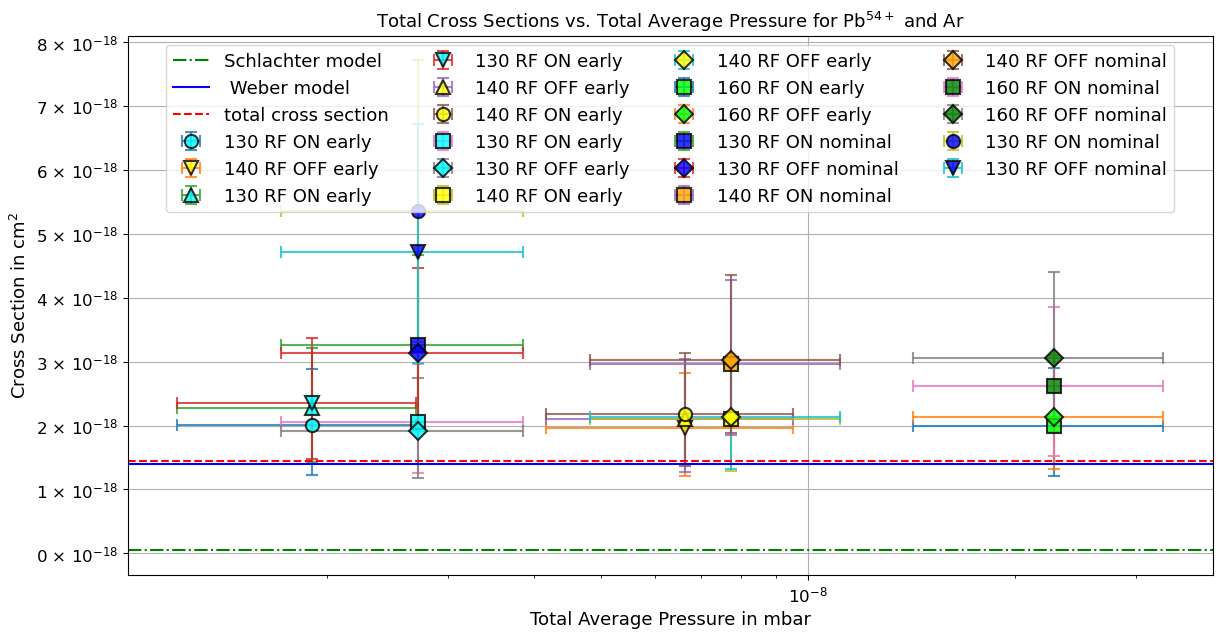 Total Cross Sections vs. Total Average Pressure for Pb⁵⁴⁺ and Ar
Cross Section in cm²
8 × 10⁻¹⁸
7 × 10⁻¹⁸
6 × 10⁻¹⁸
5 × 10⁻¹⁸
4 × 10⁻¹⁸
3 × 10⁻¹⁸
2 × 10⁻¹⁸
1 × 10⁻¹⁸
0 × 10⁻¹⁸
Schlachter model
Weber model
total cross section
130 RF ON early
140 RF OFF early
130 RF ON early
130 RF ON early
140 RF OFF early
140 RF ON early
130 RF ON early
130 RF OFF early
140 RF ON early
140 RF OFF early
160 RF ON early
160 RF OFF early
130 RF ON nominal
130 RF OFF nominal
140 RF ON nominal
140 RF OFF nominal
160 RF ON nominal
160 RF OFF nominal
130 RF ON nominal
130 RF OFF nominal
10⁻⁸
Total Average Pressure in mbar